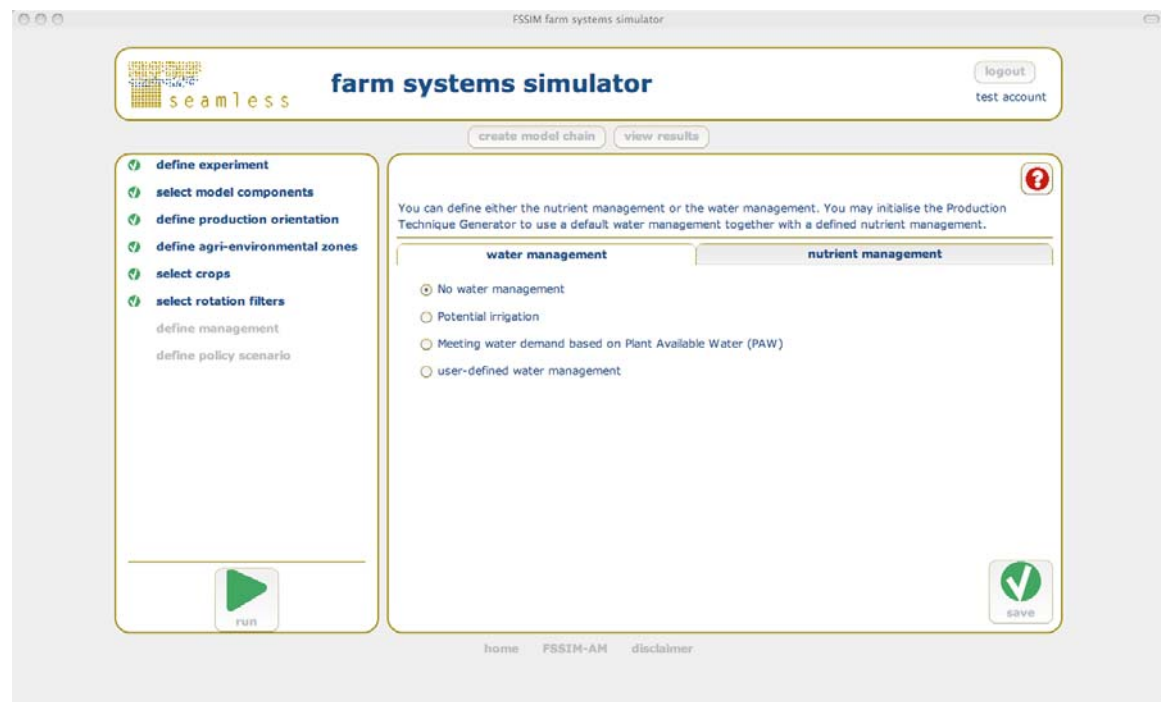 FSSIM farm systems simulator
seamless
farm systems simulator
logout
test account
create model chain
view results
define experiment
select model components
define production orientation
define agri-environmental zones
select crops
select rotation filters
define management
define policy scenario
run
?
You can define either the nutrient management or the water management. You may initialise the Production
Technique Generator to use a default water management together with a defined nutrient management.
water management
nutrient management
No water management
Potential irrigation
Meeting water demand based on Plant Available Water (PAW)
user-defined water management
save
home FSSIM-AM disclaimer